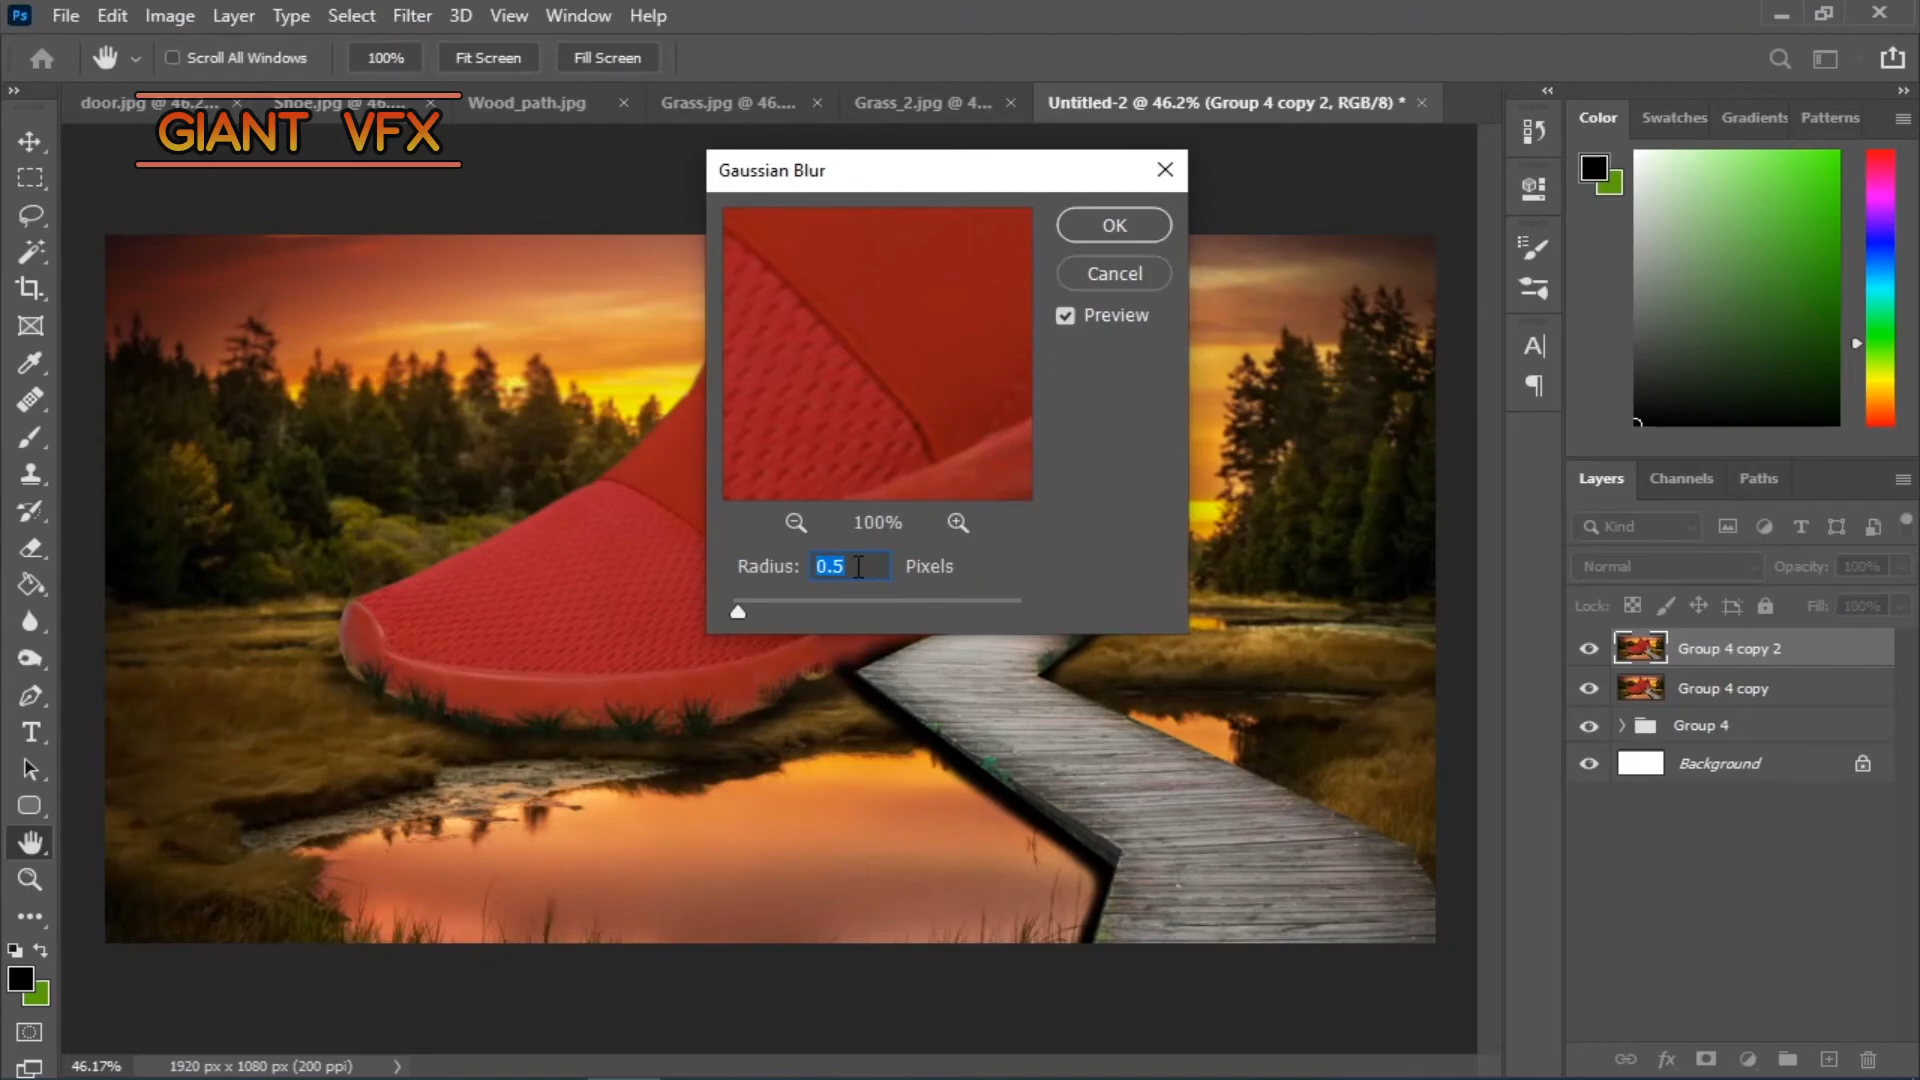 Ps File Edit Image Layer Type Select Filter 3D View Window Help
Scroll All Windows 100% Fit Screen Fill Screen
door.jpg @ 46.2... × Shoe.jpg @ 46.... × Wood_path.jpg × Grass.jpg @ 46.... × Grass_2.jpg @ 4... × Untitled-2 @ 46.2% (Group 4 copy 2, RGB/8) * ×
GIANT VFX
Gaussian Blur
OK
Cancel
Preview
100%
Radius: 0.5 Pixels
Color Swatches Gradients Patterns
Layers Channels Paths
Kind
Normal Opacity: 100%
Lock: Fill: 100%
Group 4 copy 2
Group 4 copy
Group 4
Background
46.17% 1920 px x 1080 px (200 ppi)